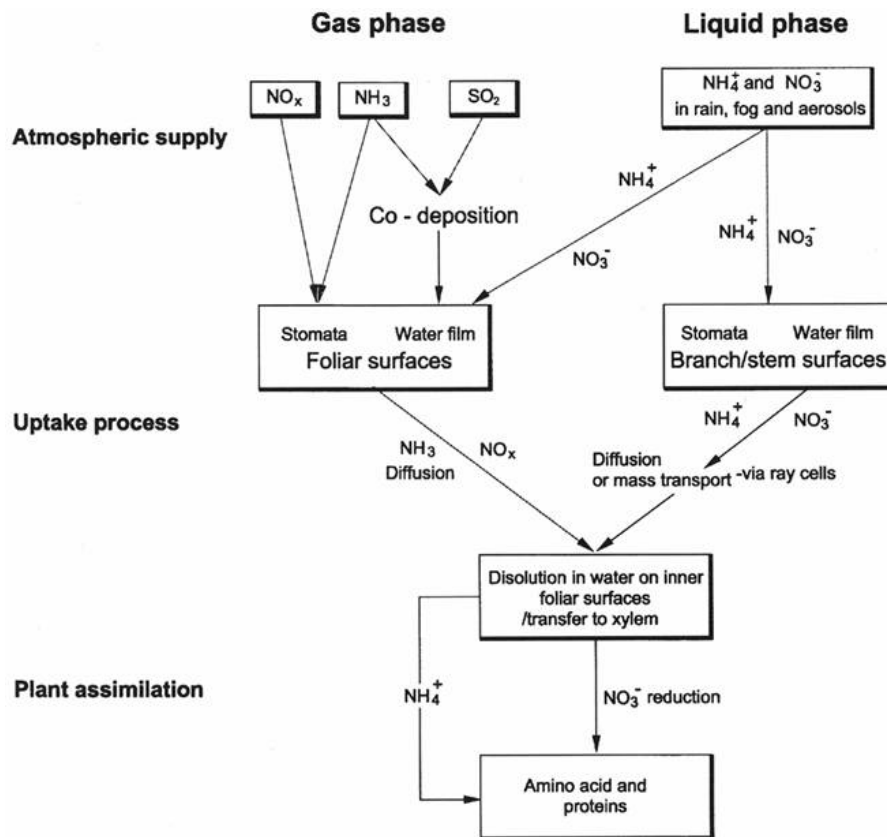 Gas phase
Liquid phase
NOₓ
NH₃
SO₂
NH₄⁺ and NO₃⁻
in rain, fog and aerosols
Atmospheric supply
NH₄⁺
Co - deposition
NH₄⁺
NO₃⁻
NO₃⁻
Stomata Water film
Foliar surfaces
Stomata Water film
Branch/stem surfaces
Uptake process
NH₄⁺
NO₃⁻
NH₃
Diffusion
NOₓ
Diffusion
or mass transport -via ray cells
Disolution in water on inner
foliar surfaces
/transfer to xylem
Plant assimilation
NH₄⁺
NO₃⁻ reduction
Amino acid and
proteins